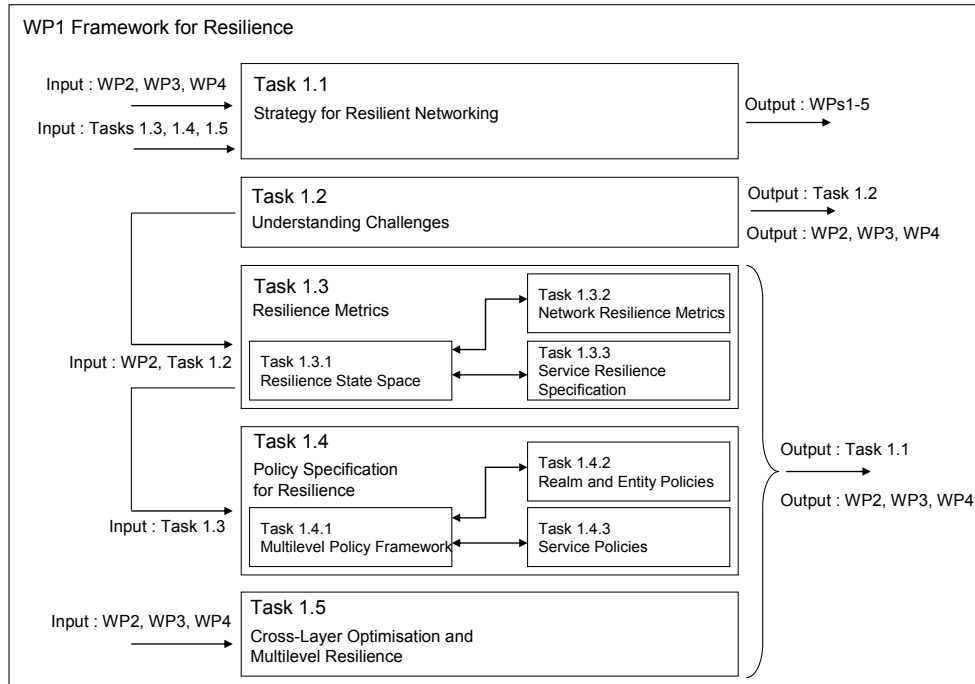 WP1 Framework for Resilience
Input : WP2, WP3, WP4
Input : Tasks 1.3, 1.4, 1.5
Task 1.1
Strategy for Resilient Networking
Output : WPs1-5
Task 1.2
Understanding Challenges
Output : Task 1.2
Output : WP2, WP3, WP4
Task 1.3
Resilience Metrics
Task 1.3.2
Network Resilience Metrics
Input : WP2, Task 1.2
Task 1.3.1
Resilience State Space
Task 1.3.3
Service Resilience
Specification
Task 1.4
Policy Specification
for Resilience
Task 1.4.2
Realm and Entity Policies
Input : Task 1.3
Task 1.4.1
Multilevel Policy Framework
Task 1.4.3
Service Policies
Output : Task 1.1
Output : WP2, WP3, WP4
Input : WP2, WP3, WP4
Task 1.5
Cross-Layer Optimisation and
Multilevel Resilience